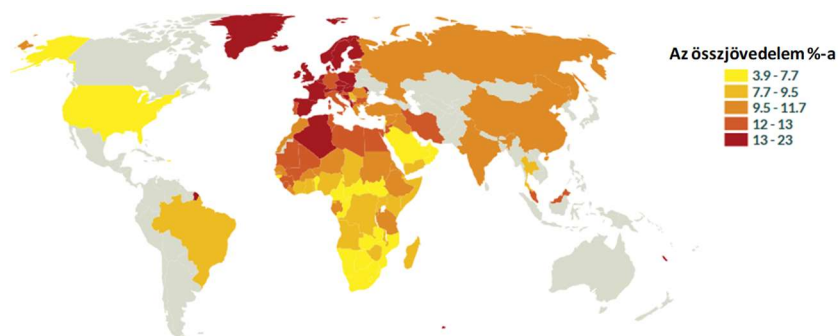 Az összjövedelem %-a
3.9 - 7.7
7.7 - 9.5
9.5 - 11.7
12 - 13
13 - 23